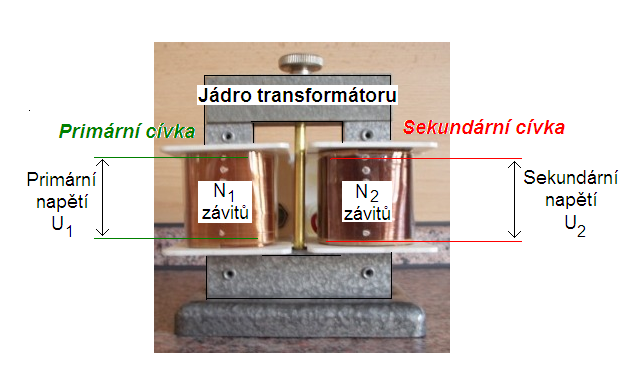 Jádro transformátoru
Primární cívka
Sekundární cívka
Primární
napětí
U1
N1
závitů
N2
závitů
Sekundární
napětí
U2